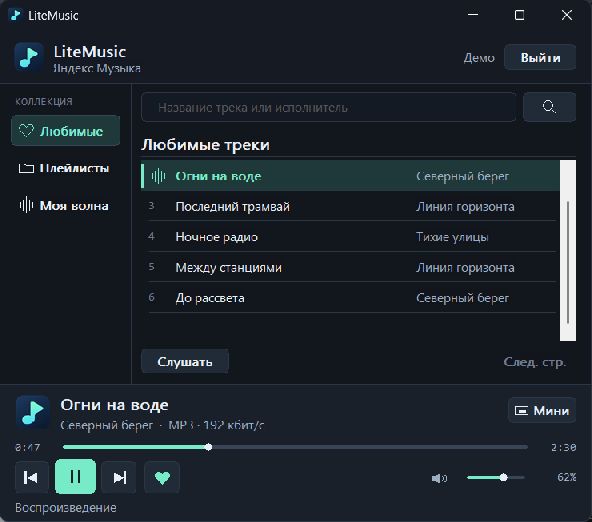 LiteMusic
LiteMusic
Яндекс Музыка
Демо
Выйти
КОЛЛЕКЦИЯ
Любимые
Плейлисты
Моя волна
Название трека или исполнитель
Любимые треки
Огни на воде Северный берег
3 Последний трамвай Линия горизонта
4 Ночное радио Тихие улицы
5 Между станциями Линия горизонта
6 До рассвета Северный берег
Слушать
След. стр.
Огни на воде
Северный берег · MP3 · 192 кбит/с
Мини
0:47 2:30
62%
Воспроизведение